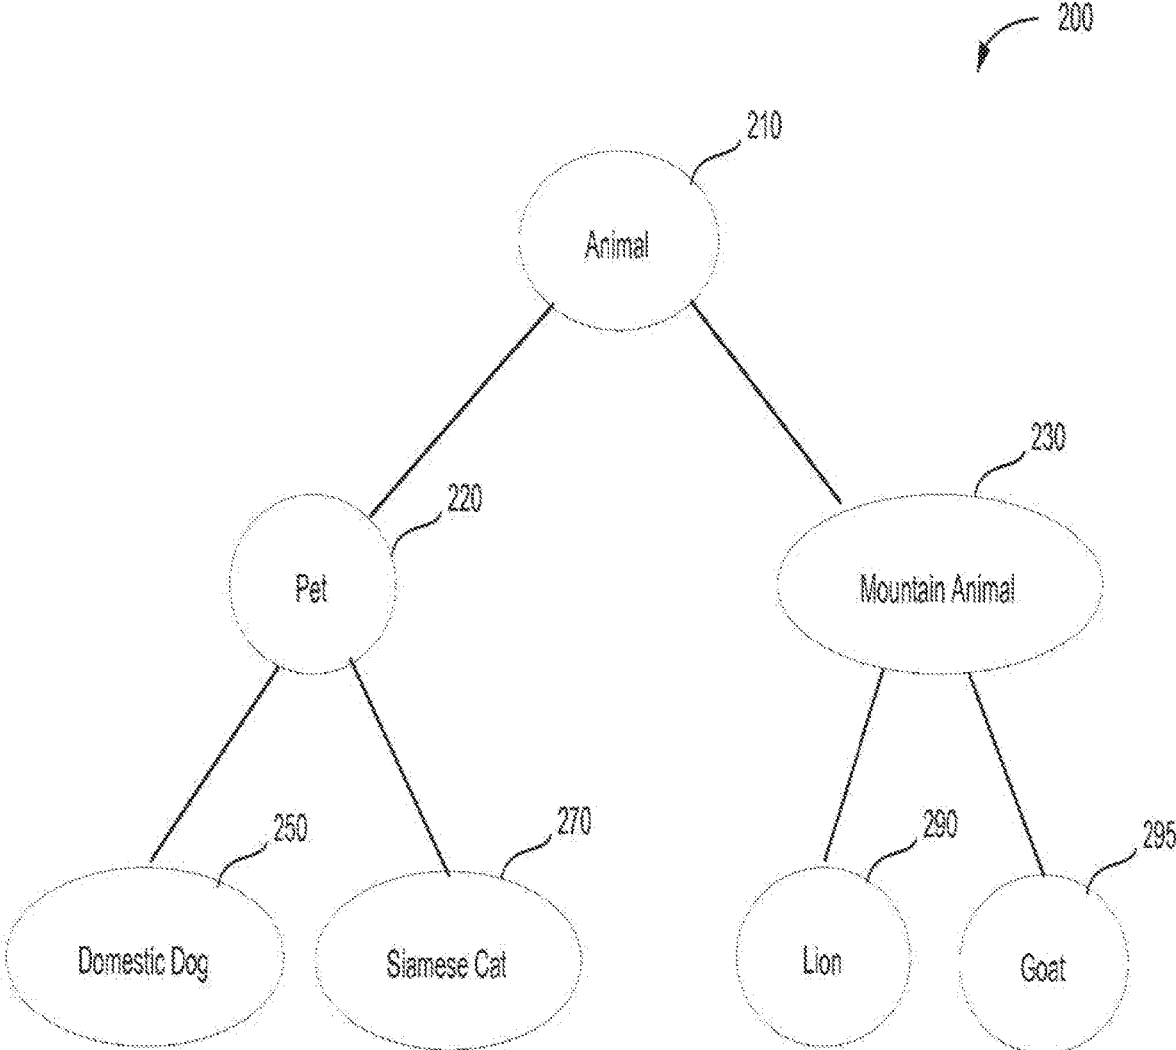 200
210
Animal
230
220
Pet
Mountain Animal
250
270
290
295
Domestic Dog
Siamese Cat
Lion
Goat